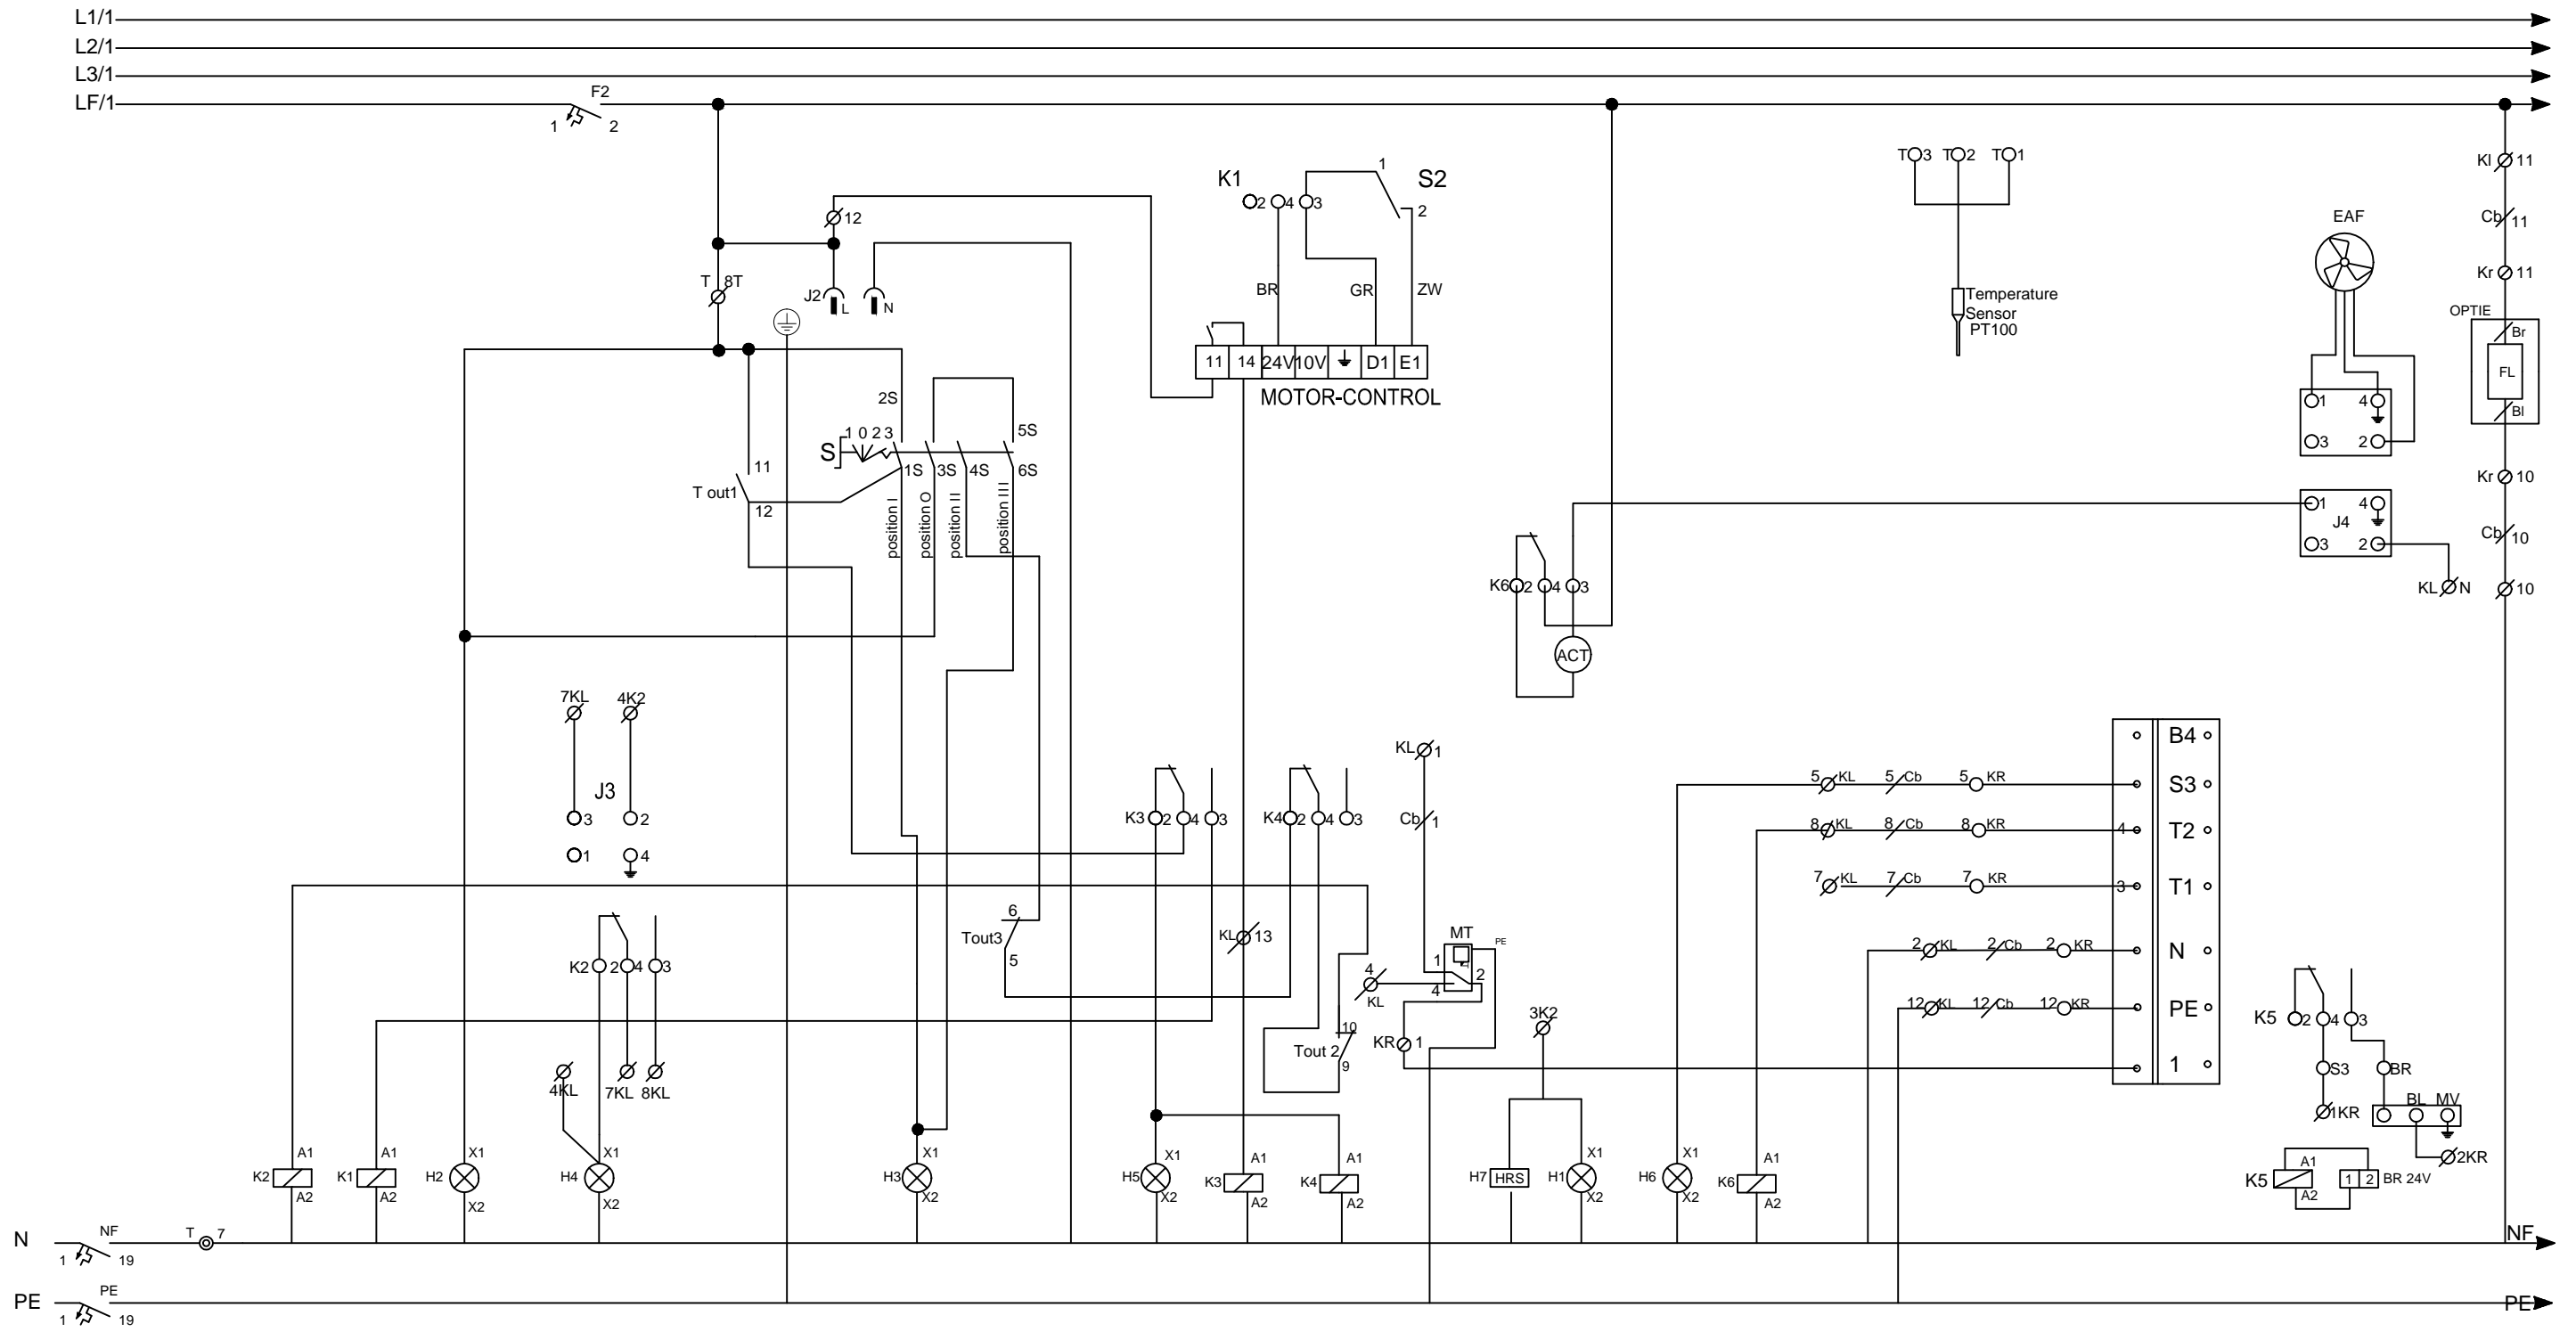 L1/1
L2/1
L3/1
LF/1
F2
1 2
T 3 T 2 T 1
K1
2 4 3
1
S2
2
Kl 11
Cb 11
Kr 11
EAF
12
T 8T
J2 L N
BR GR ZW
Temperature
Sensor
PT100
OPTIE
Br
FL
Bl
11 14 24V 10V D1 E1
MOTOR-CONTROL
1 4
3 2
2S
5S
S 1 0 2 3
1S 3S 4S 6S
11
T out1
12
position I
position O
position II
position III
Kr 10
1 4
J4
3 2
Cb 10
K6 2 4 3
KL N
10
ACT
7KL 4K2
J3
3 2
1 4
KL 1
Cb 1
K3 2 4 3
K4 2 4 3
B4
5 KL 5 Cb 5 KR S3
8 KL 8 Cb 8 KR 4 T2
7 KL 7 Cb 7 KR 3 T1
2 KL 2 Cb 2 KR N
12 KL 12 Cb 12 KR PE
1
6
Tout3
5
KL 13
MT
PE
1
2
4
4
KL
K2 2 4 3
3K2
10
Tout 2
9
KR 1
K5 2 4 3
S3 BR
1KR
BL MV
2KR
4KL 7KL 8KL
K2 A1 A2
K1 A1 A2
H2 X1 X2
H4 X1 X2
H3 X1 X2
H5 X1 X2
K3 A1 A2
K4 A1 A2
H7 HRS
H1 X1 X2
H6 X1 X2
K6 A1 A2
K5 A1 A2
1 2 BR 24V
N
1
NF
19
T 7
NF
PE
1
PE
19
PE